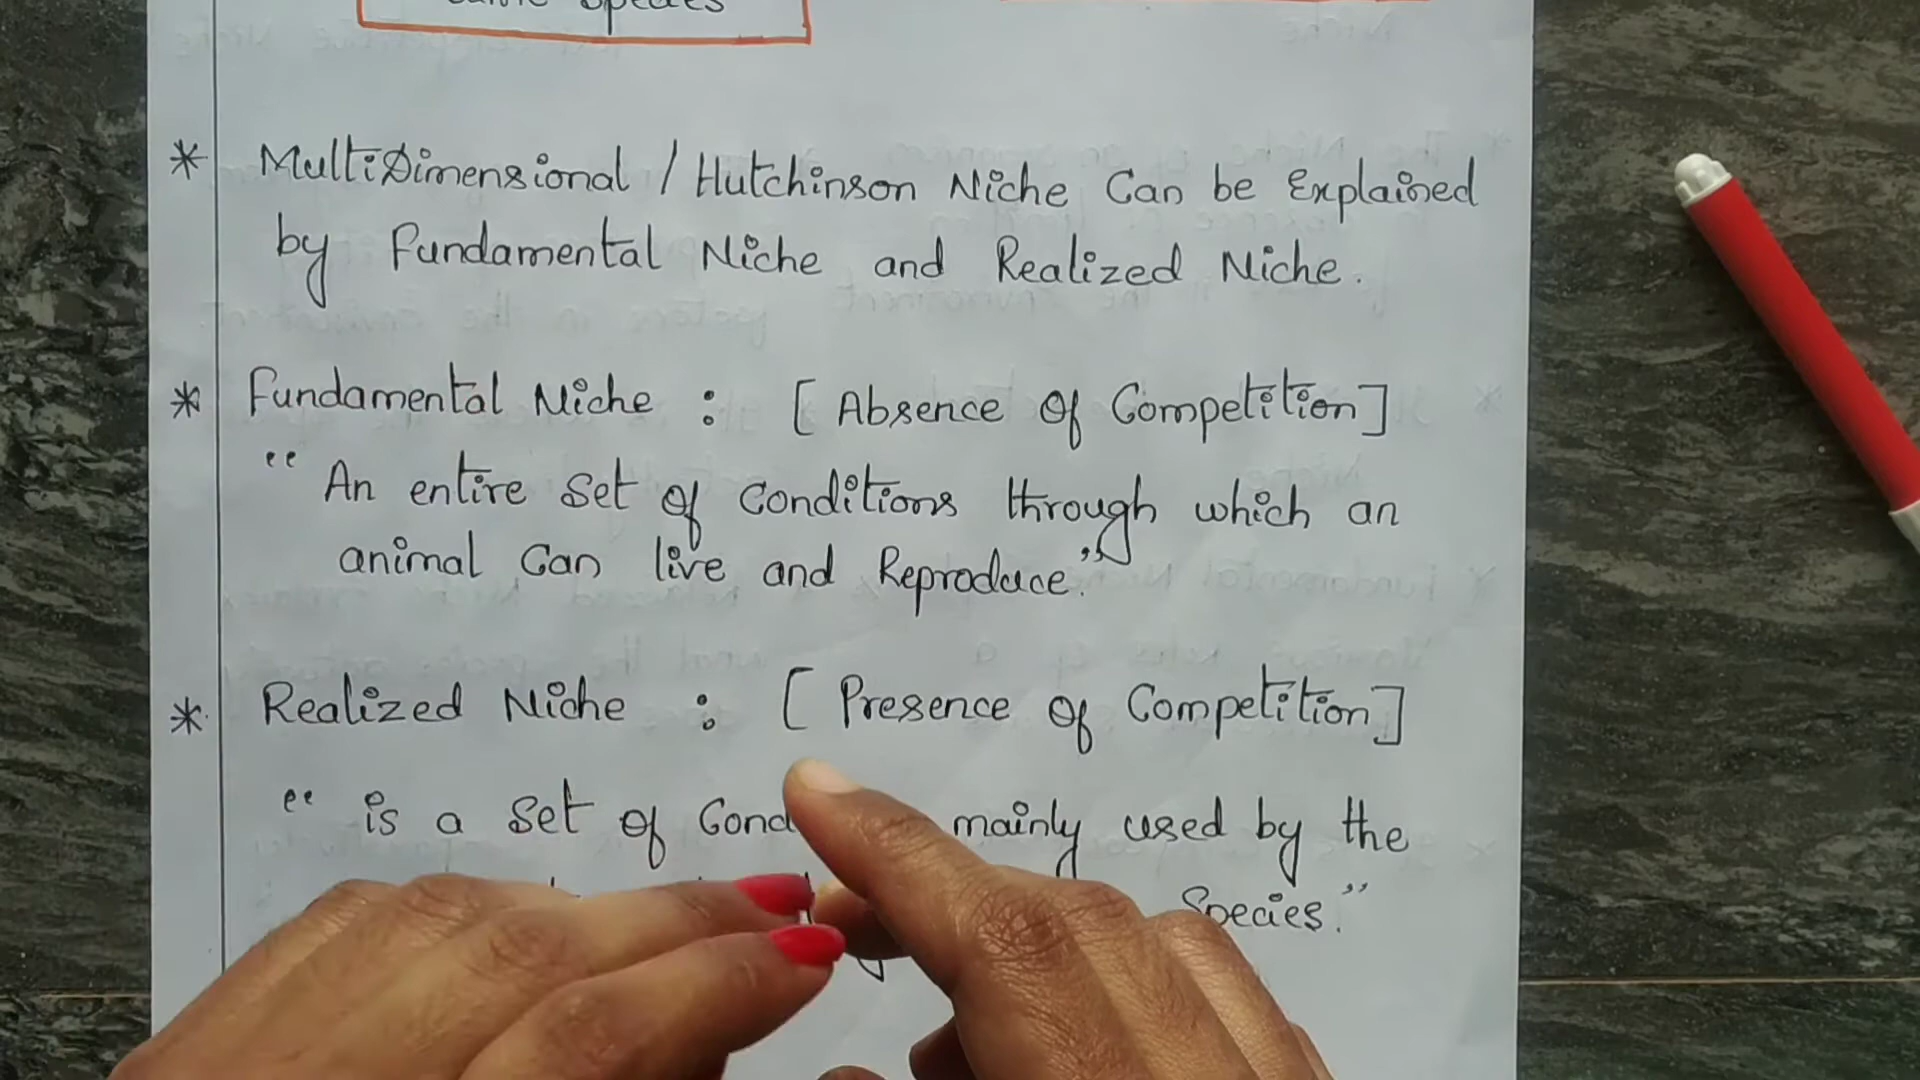 Species
* MultiDimensional / Hutchinson Niche Can be Explained
by Fundamental Niche and Realized Niche.
* Fundamental Niche : [ Absence Of Competition ]
“ An entire Set of Conditions through which an
animal Can live and Reproduce.”
* Realized Niche : [ Presence Of Competition ]
“ is a Set of mainly used by the
Species.”